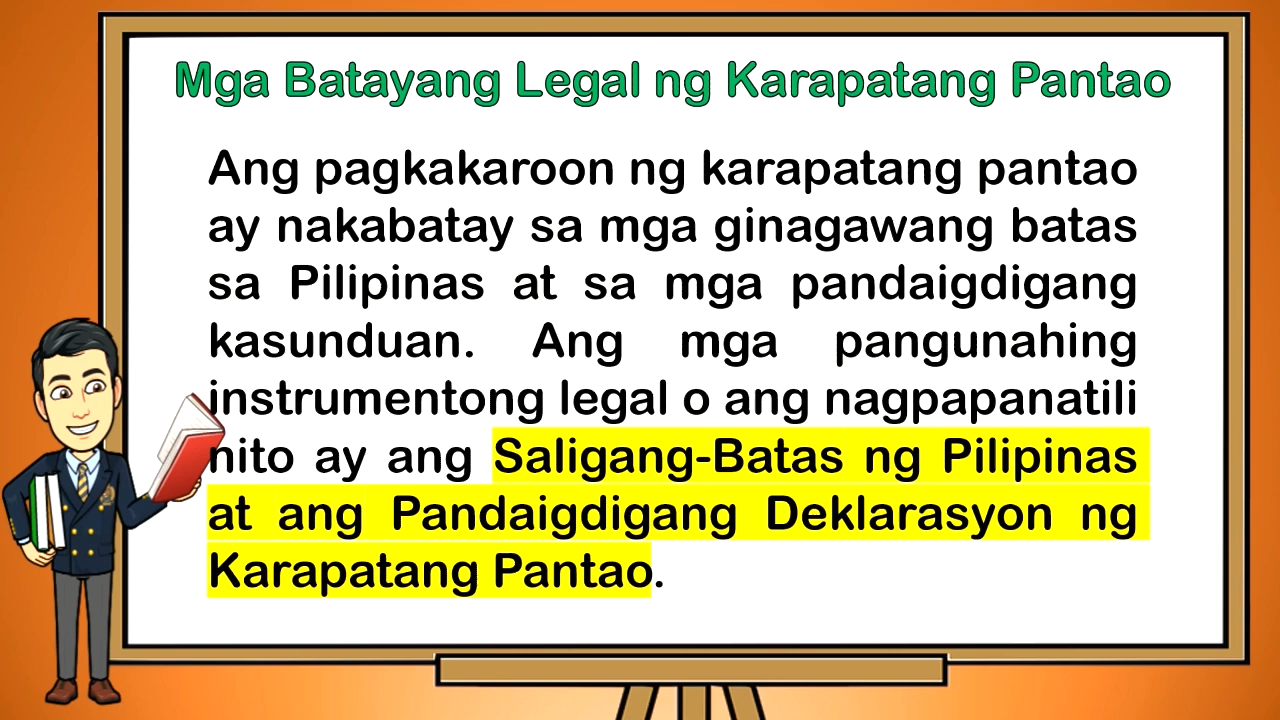 Mga Batayang Legal ng Karapatang Pantao
Ang pagkakaroon ng karapatang pantao
ay nakabatay sa mga ginagawang batas
sa Pilipinas at sa mga pandaigdigang
kasunduan. Ang mga pangunahing
instrumentong legal o ang nagpapanatili
nito ay ang Saligang-Batas ng Pilipinas
at ang Pandaigdigang Deklarasyon ng
Karapatang Pantao.